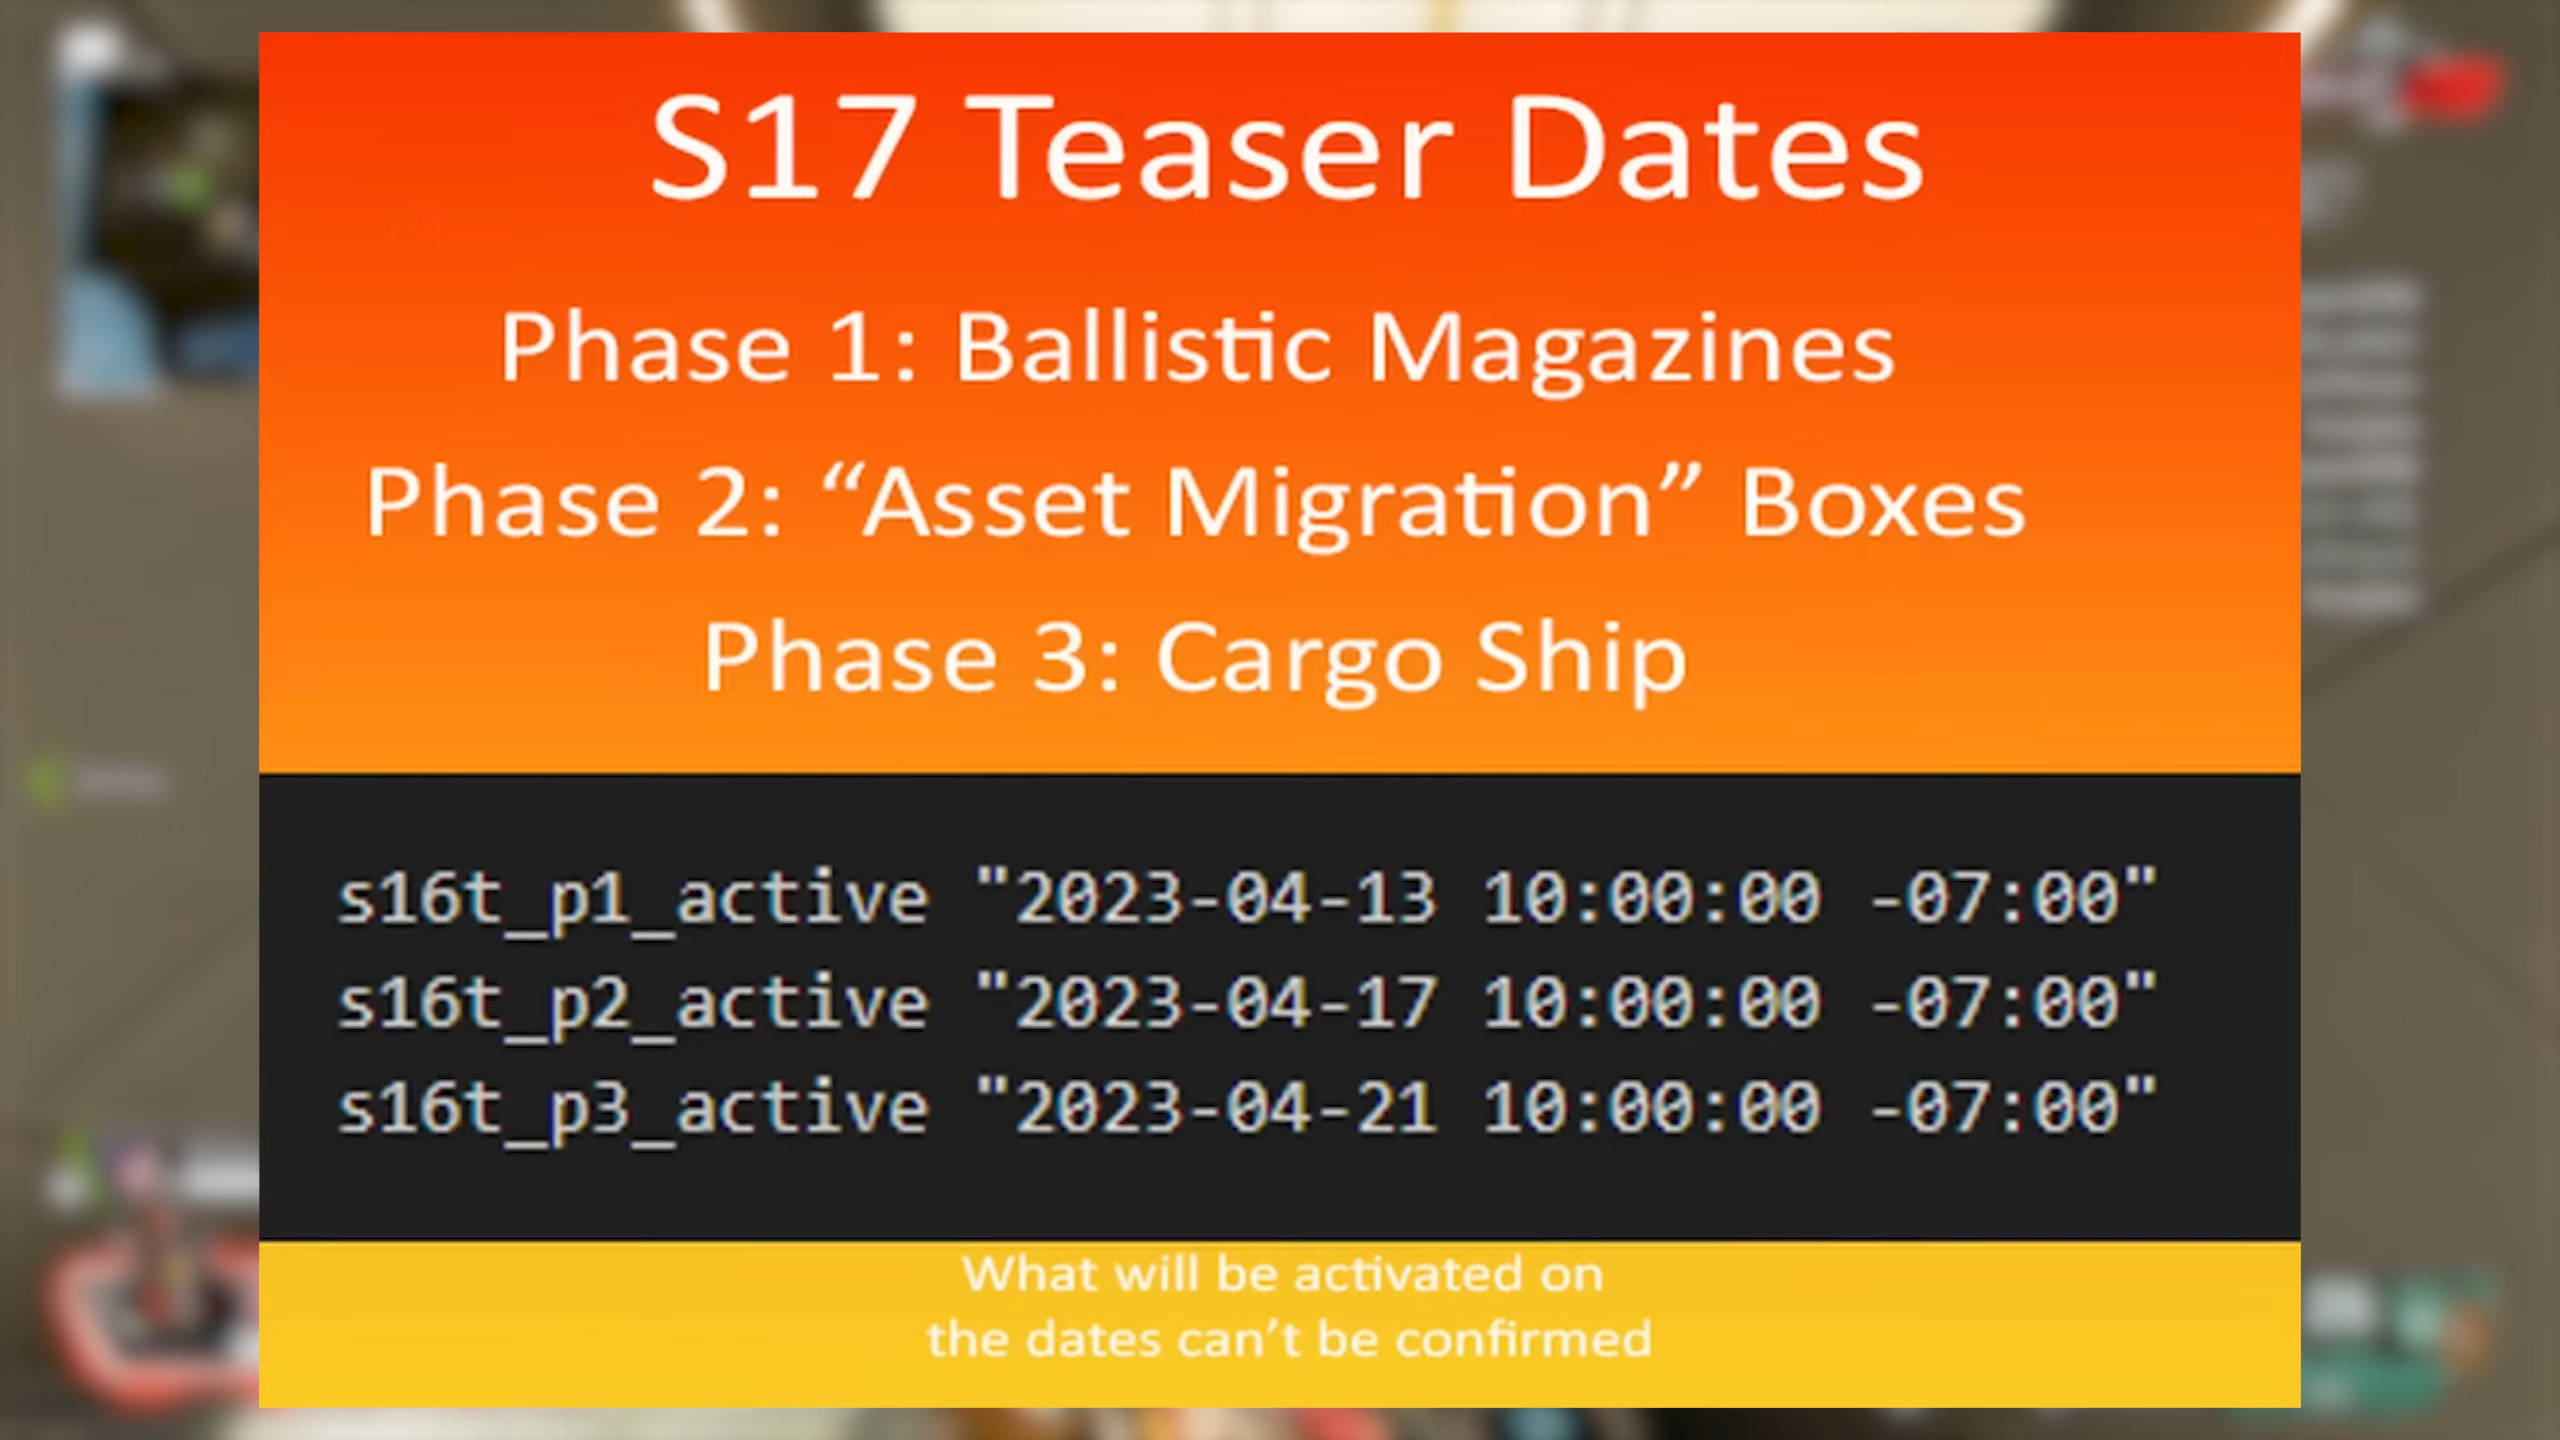 S17 Teaser Dates
Phase 1: Ballistic Magazines
Phase 2: “Asset Migration” Boxes
Phase 3: Cargo Ship
s16t_p1_active "2023-04-13 10:00:00 -07:00"
s16t_p2_active "2023-04-17 10:00:00 -07:00"
s16t_p3_active "2023-04-21 10:00:00 -07:00"
What will be activated on
the dates can’t be confirmed